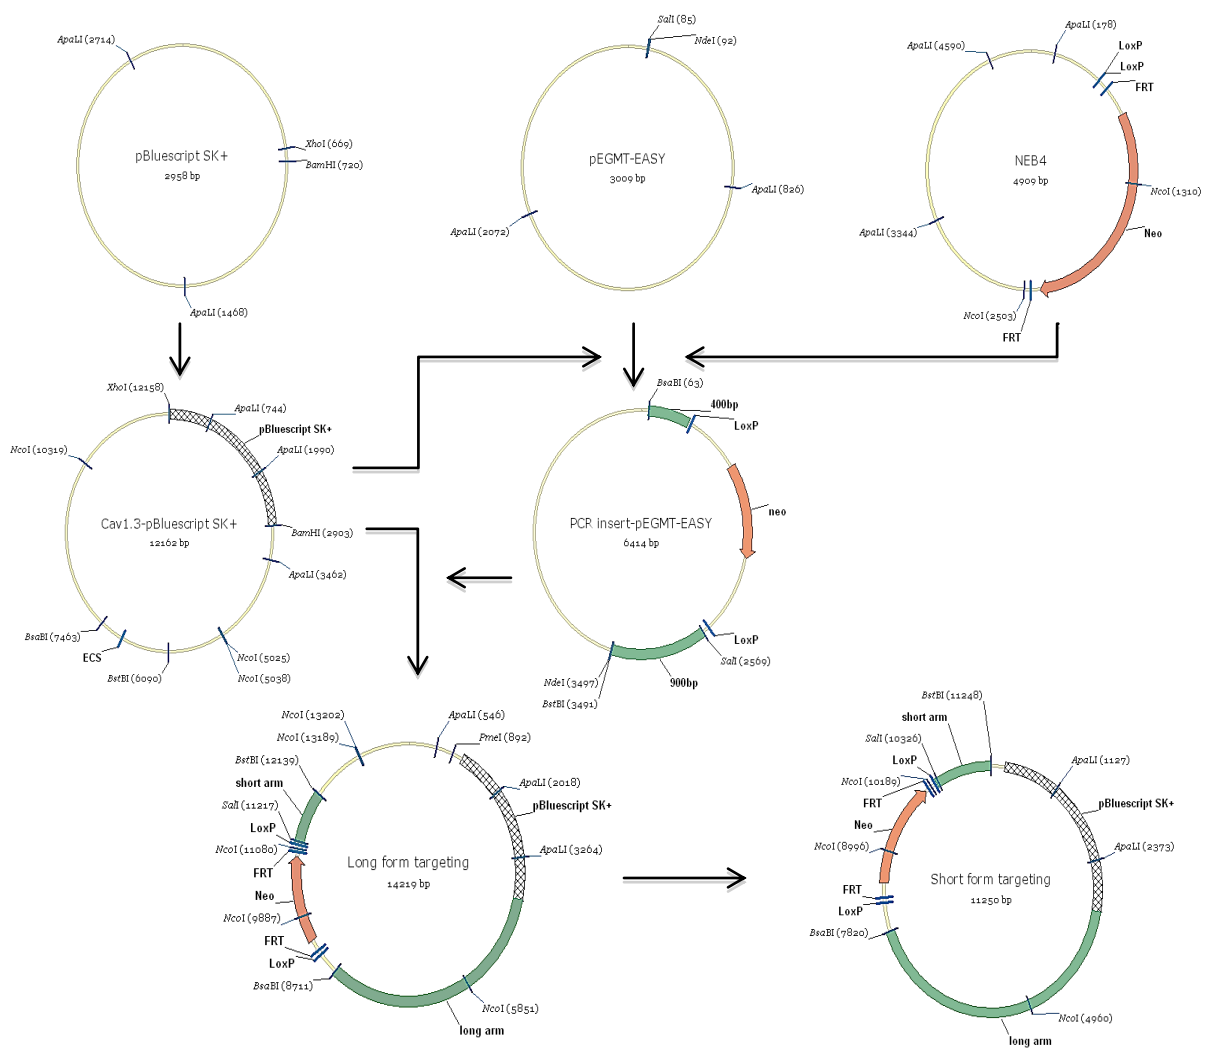 ApaLI (2714)
XhoI (669)
pBluescript SK+
BamHI (720)
2958 bp
ApaLI (1468)
SalI (85)
NdeI (92)
pEGMT-EASY
3009 bp
ApaLI (826)
ApaLI (2072)
ApaLI (178)
ApaLI (4590)
LoxP
LoxP
FRT
NEB4
4909 bp
NcoI (1310)
ApaLI (3344)
Neo
NcoI (2503)
FRT
XhoI (12158)
ApaLI (744)
pBluescript SK+
NcoI (10319)
ApaLI (1990)
Cav1.3-pBluescript SK+
BamHI (2903)
12162 bp
ApaLI (3462)
BsaBI (7463)
ECS
NcoI (5025)
BstBI (6090)
NcoI (5038)
BsaBI (63)
400bp
LoxP
PCR insert-pEGMT-EASY
neo
6414 bp
LoxP
SalI (2569)
NdeI (3497)
900bp
BstBI (3491)
NcoI (13202)
ApaLI (546)
NcoI (13189)
PmeI (892)
BstBI (12139)
short arm
ApaLI (2018)
SalI (11217)
pBluescript SK+
LoxP
NcoI (11080)
ApaLI (3264)
Long form targeting
FRT
14219 bp
Neo
NcoI (9887)
FRT
LoxP
BsaBI (8711)
NcoI (5851)
long arm
BstBI (11248)
short arm
SalI (10326)
LoxP
ApaLI (1127)
NcoI (10189)
FRT
pBluescript SK+
Neo
NcoI (8996)
ApaLI (2373)
Short form targeting
FRT
11250 bp
LoxP
BsaBI (7820)
NcoI (4960)
long arm